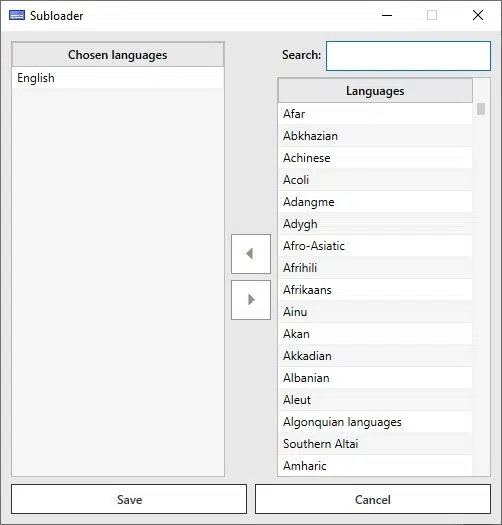 Subloader
Chosen languages
English
Search:
Languages
Afar
Abkhazian
Achinese
Acoli
Adangme
Adygh
Afro-Asiatic
Afrihili
Afrikaans
Ainu
Akan
Akkadian
Albanian
Aleut
Algonquian languages
Southern Altai
Amharic
Save
Cancel